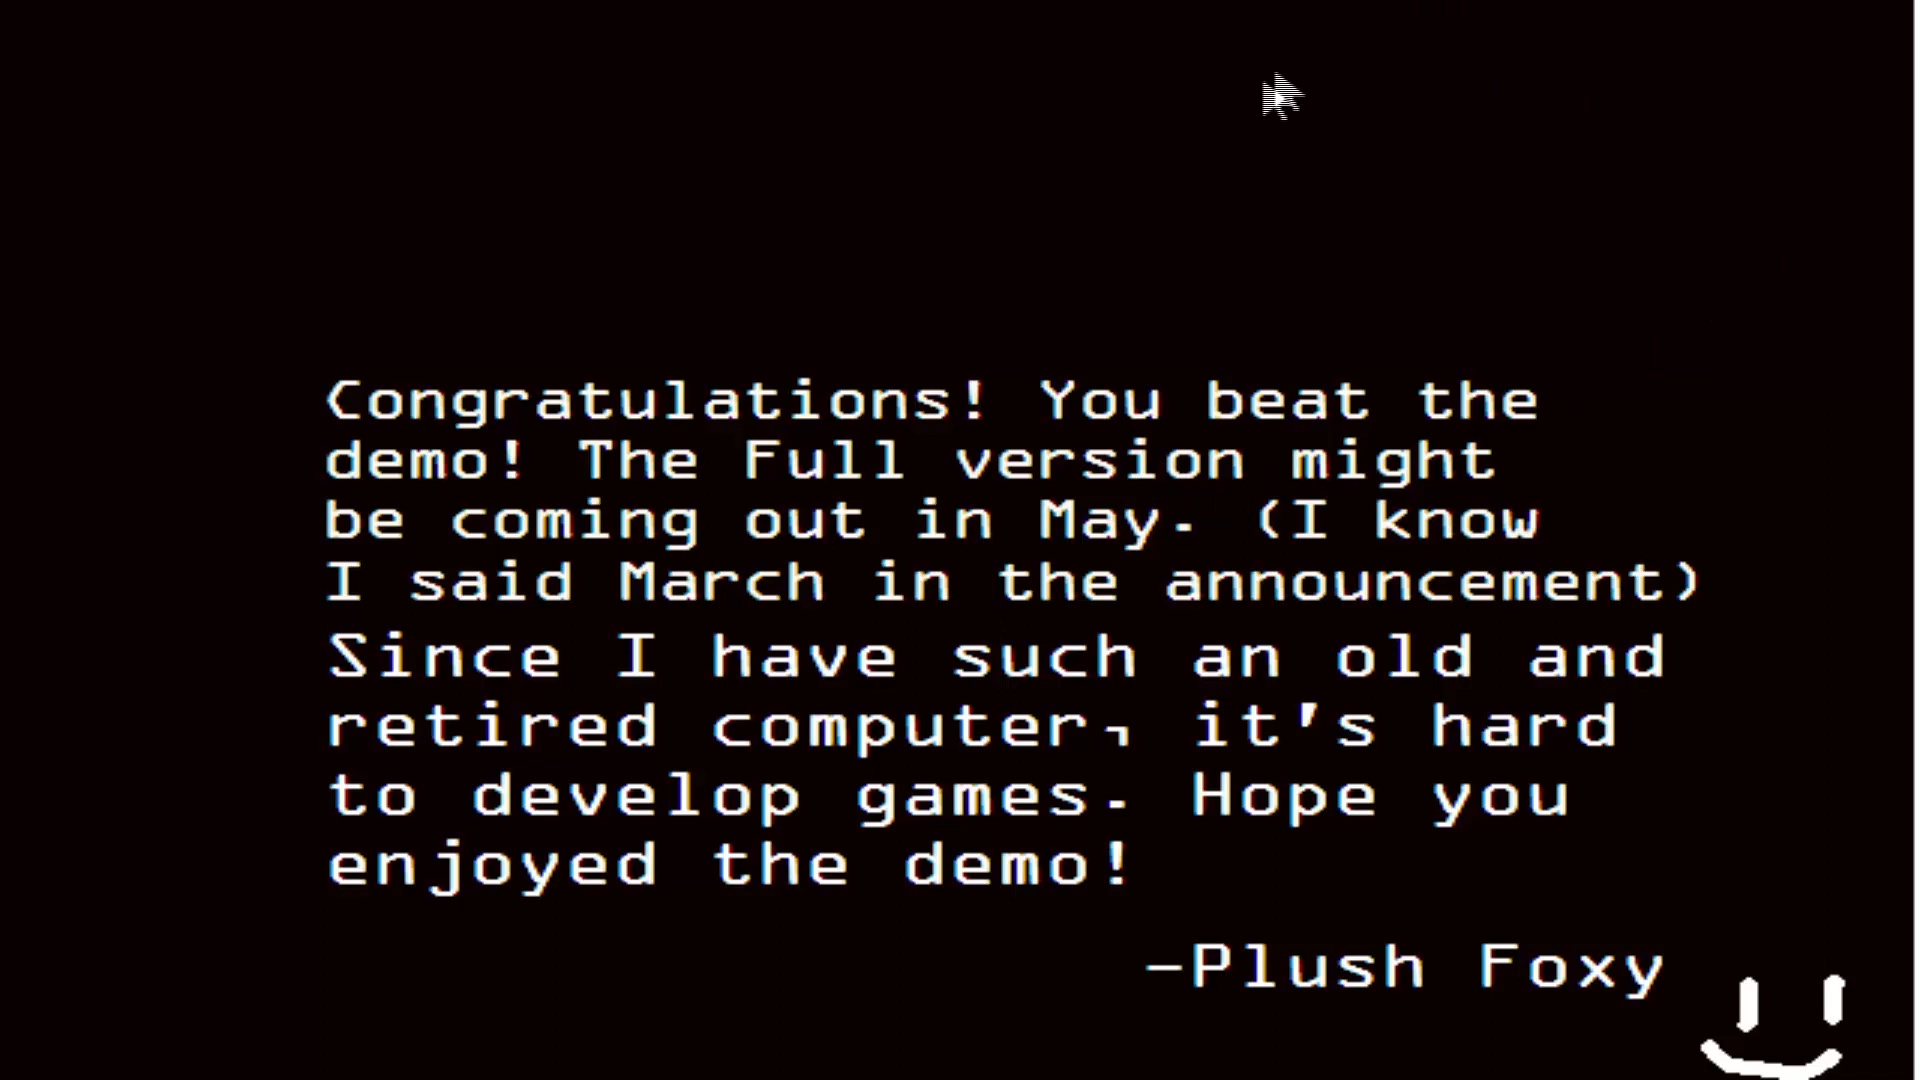 Congratulations! You beat the
demo! The Full version might
be coming out in May. (I know
I said March in the announcement)
Since I have such an old and
retired computer, it's hard
to develop games. Hope you
enjoyed the demo!
-Plush Foxy